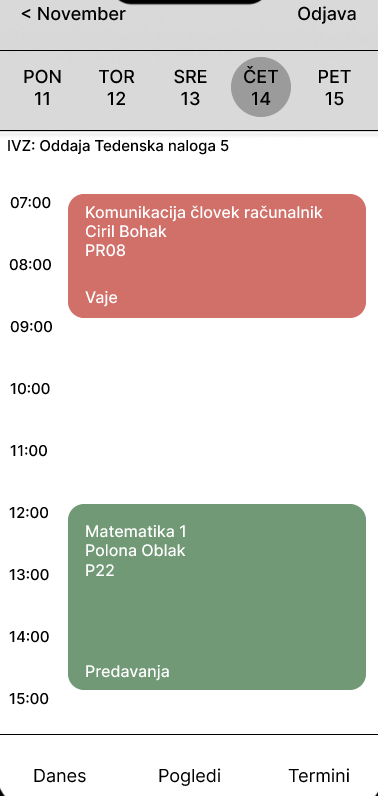 < November Odjava
PON TOR SRE ČET PET
11 12 13 14 15
IVZ: Oddaja Tedenska naloga 5
07:00
Komunikacija človek računalnik
Ciril Bohak
PR08
08:00
Vaje
09:00
10:00
11:00
12:00
Matematika 1
Polona Oblak
P22
13:00
14:00
Predavanja
15:00
Danes Pogledi Termini